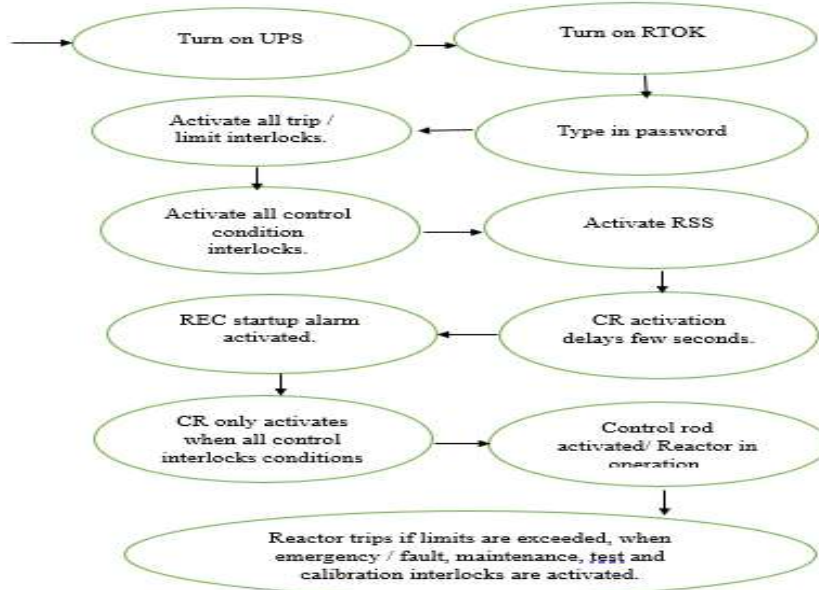 Turn on UPS
Turn on RTOK
Type in password
Activate all trip /
limit interlocks.
Activate all control
condition
interlocks.
Activate RSS
CR activation
delays few seconds.
REC startup alarm
activated.
CR only activates
when all control
interlocks conditions
Control rod
activated/ Reactor in
operation
Reactor trips if limits are exceeded, when
emergency / fault, maintenance, test and
calibration interlocks are activated.